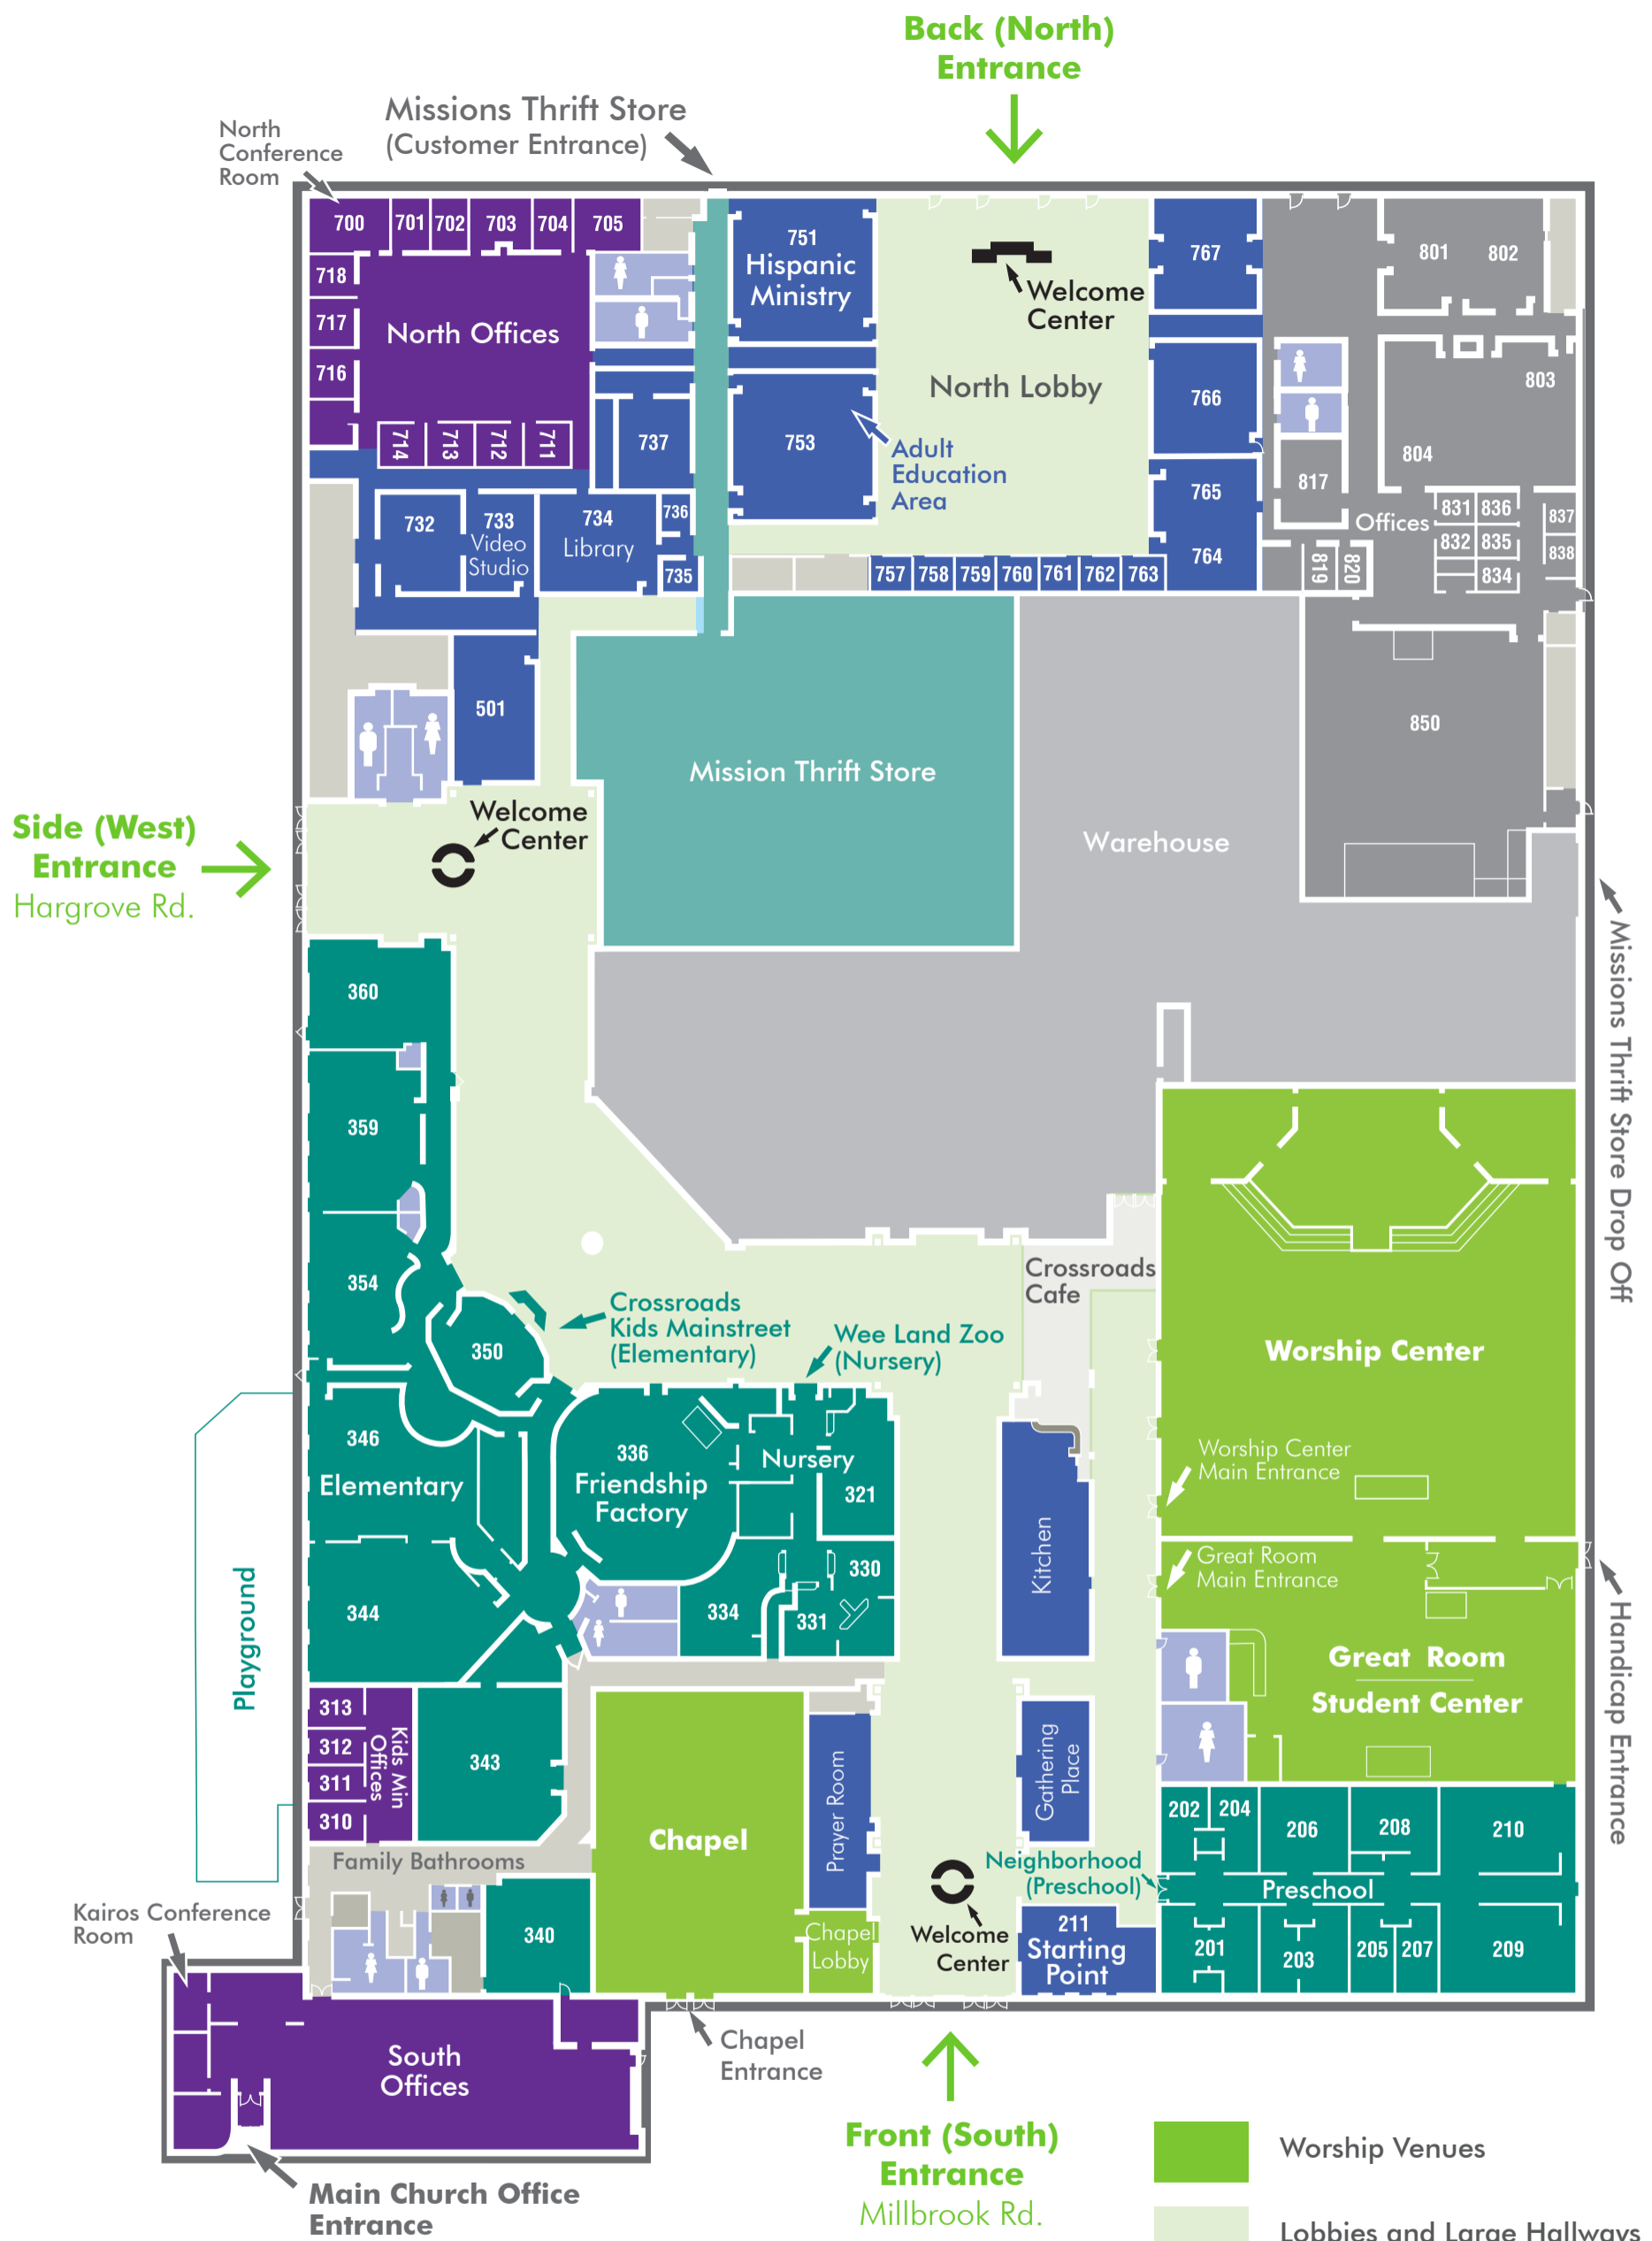 Back (North)
Entrance
Missions Thrift Store
(Customer Entrance)
North
Conference
Room
700
701
702
703
704
705
718
717
716
North Offices
714
713
712
711
737
732
733
Video
Studio
734
Library
736
735
751
Hispanic
Ministry
753
Welcome
Center
North Lobby
Adult
Education
Area
757
758
759
760
761
762
763
767
766
765
764
801
802
803
804
817
Offices
819
820
831
836
832
835
834
837
838
850
501
Mission Thrift Store
Warehouse
Side (West)
Entrance
Hargrove Rd.
Welcome
Center
Missions Thrift Store Drop Off
360
359
354
350
Crossroads
Kids Mainstreet
(Elementary)
Wee Land Zoo
(Nursery)
Crossroads
Cafe
Worship Center
Worship Center
Main Entrance
Great Room
Main Entrance
346
Elementary
336
Friendship
Factory
Nursery
321
330
331
334
344
Kitchen
Playground
Great Room
Student Center
Handicap Entrance
313
312
311
310
Kids Min
Offices
343
Chapel
Prayer Room
Gathering
Place
Family Bathrooms
340
Chapel
Lobby
Welcome
Center
Neighborhood
(Preschool)
211
Starting
Point
202
204
206
208
210
Preschool
201
203
205
207
209
Kairos Conference
Room
South
Offices
Chapel
Entrance
Main Church Office
Entrance
Front (South)
Entrance
Millbrook Rd.
Worship Venues
Lobbies and Large Hallways